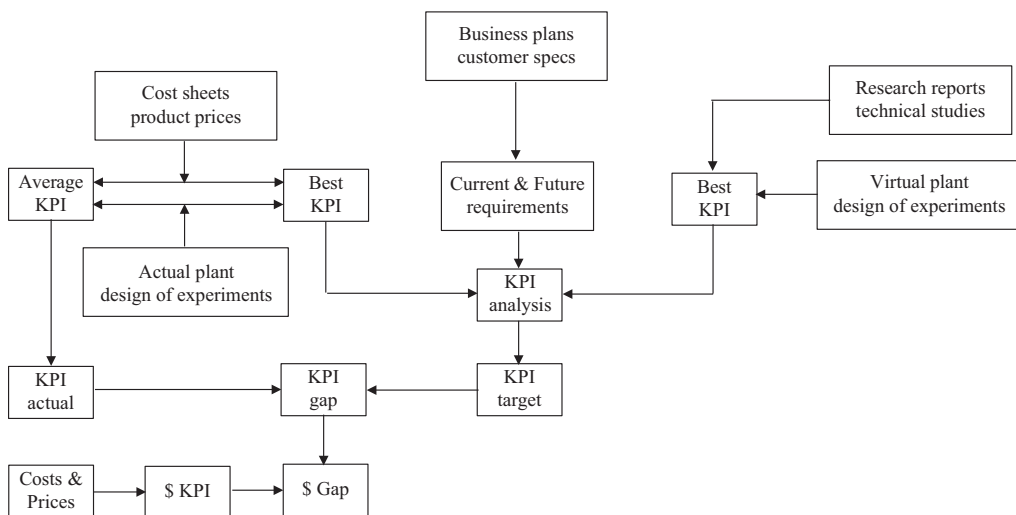 Business plans
customer specs
Cost sheets
product prices
Research reports
technical studies
Average
KPI
Best
KPI
Current & Future
requirements
Best
KPI
Virtual plant
design of experiments
Actual plant
design of experiments
KPI
analysis
KPI
actual
KPI
gap
KPI
target
Costs &
Prices
$ KPI
$ Gap